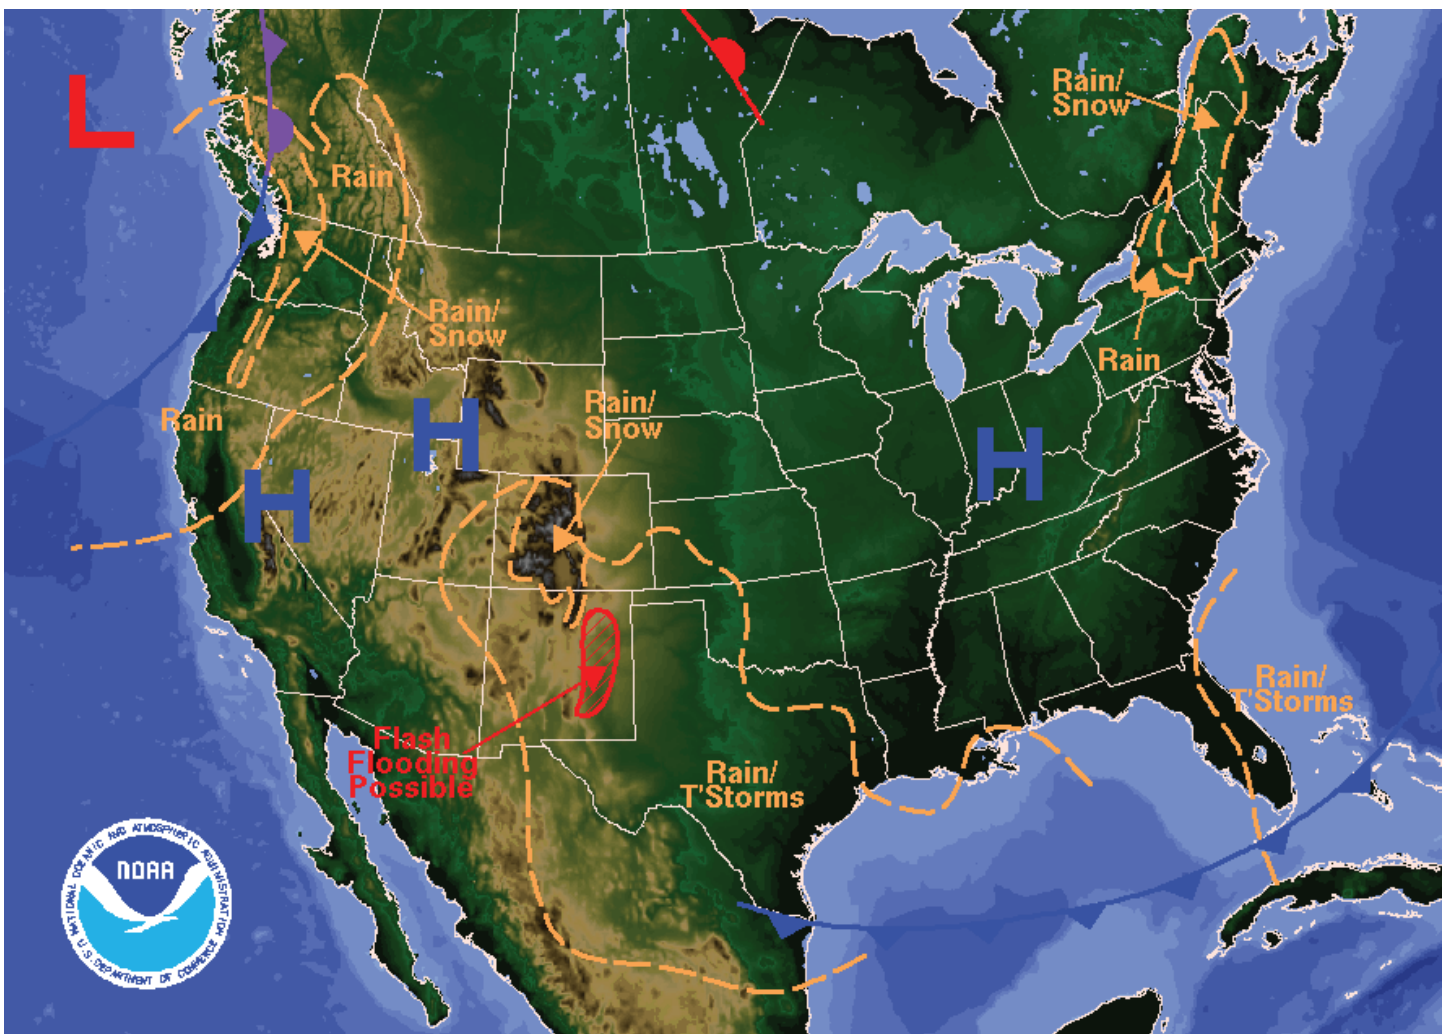 L
Rain/
Snow
Rain
Rain/
Snow
Rain
Rain
Rain/
Snow
H
H
H
Rain/
T'Storms
Flash
Flooding
Possible
Rain/
T'Storms
NATIONAL OCEANIC AND ATMOSPHERIC ADMINISTRATION
NOAA
U.S. DEPARTMENT OF COMMERCE